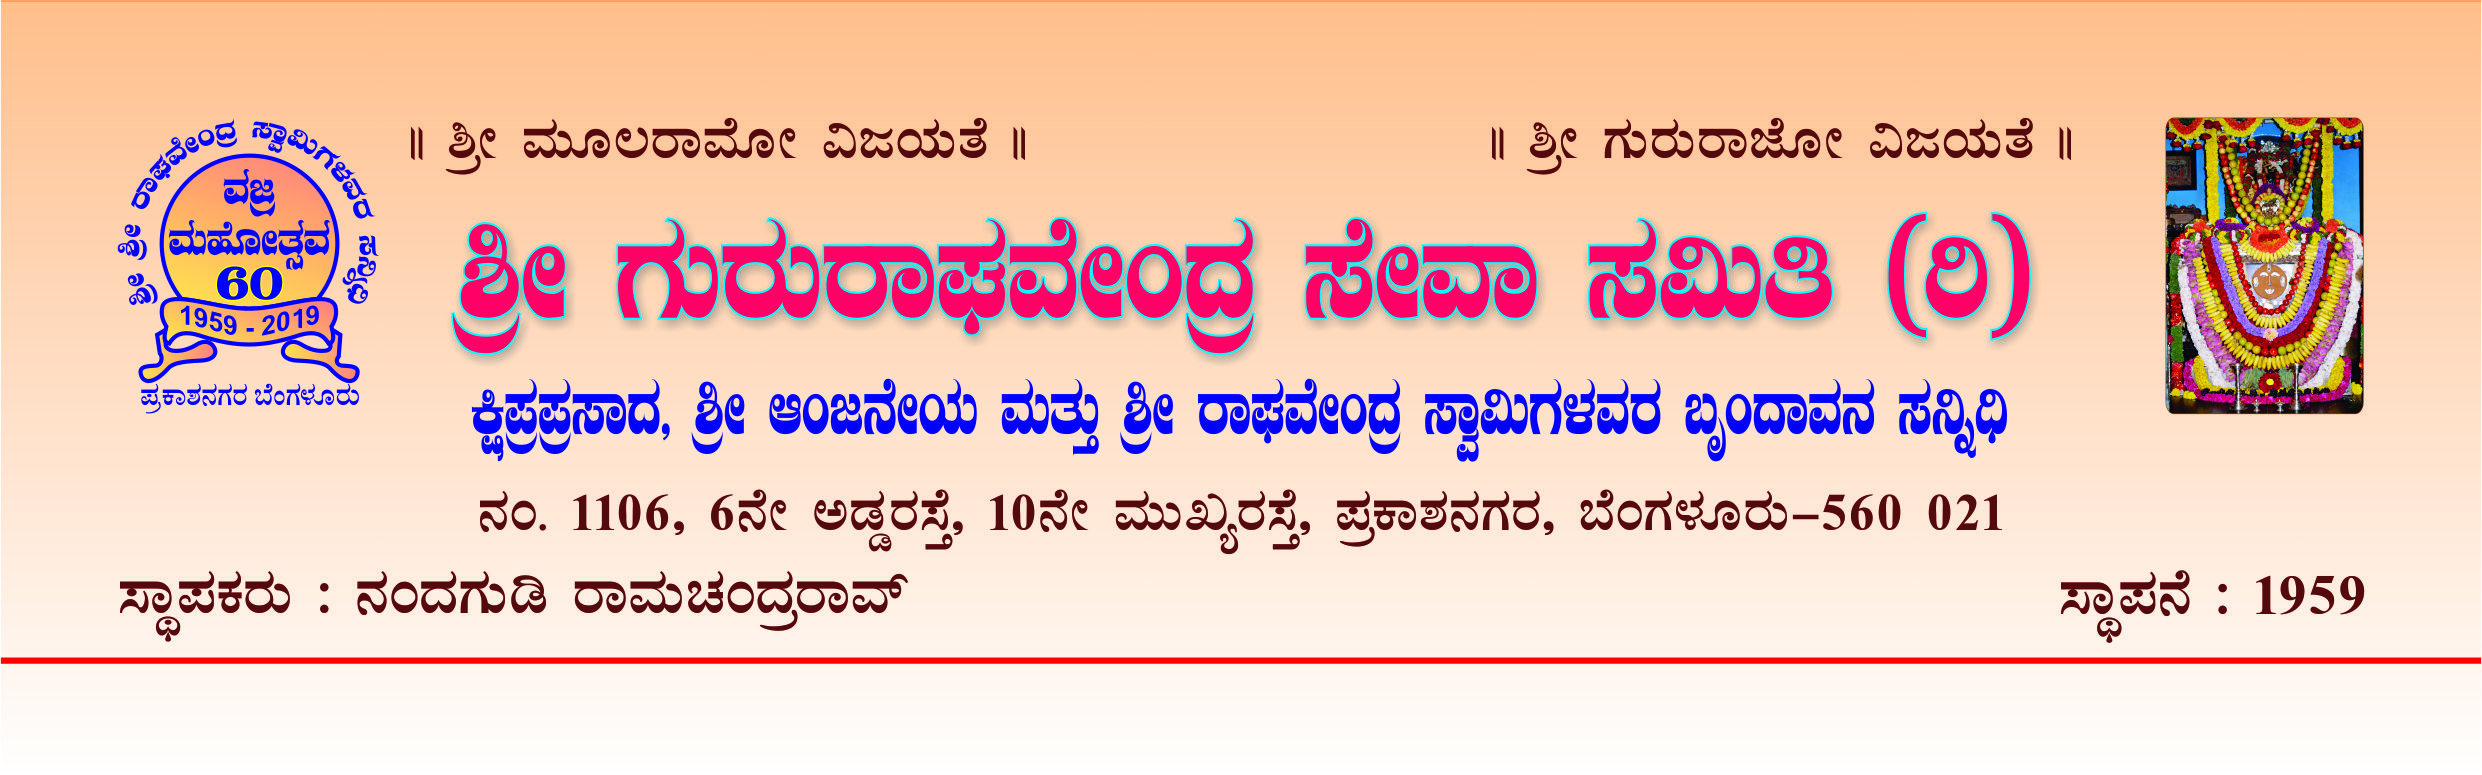 ಶ್ರೀ ಶ್ರೀ ರಾಘವೇಂದ್ರ ಸ್ವಾಮಿಗಳವರ ಸನ್ನಿಧಿ
ವಜ್ರ
ಮಹೋತ್ಸವ
60
1959 - 2019
ಪ್ರಕಾಶನಗರ ಬೆಂಗಳೂರು
॥ ಶ್ರೀ ಮೂಲರಾಮೋ ವಿಜಯತೆ ॥ ॥ ಶ್ರೀ ಗುರುರಾಜೋ ವಿಜಯತೆ ॥
ಶ್ರೀ ಗುರುರಾಘವೇಂದ್ರ ಸೇವಾ ಸಮಿತಿ (ರಿ)
ಕ್ಷಿಪ್ರಪ್ರಸಾದ, ಶ್ರೀ ಆಂಜನೇಯ ಮತ್ತು ಶ್ರೀ ರಾಘವೇಂದ್ರ ಸ್ವಾಮಿಗಳವರ ಬೃಂದಾವನ ಸನ್ನಿಧಿ
ನಂ. 1106, 6ನೇ ಅಡ್ಡರಸ್ತೆ, 10ನೇ ಮುಖ್ಯರಸ್ತೆ, ಪ್ರಕಾಶನಗರ, ಬೆಂಗಳೂರು–560 021
ಸ್ಥಾಪಕರು : ನಂದಗುಡಿ ರಾಮಚಂದ್ರರಾವ್ ಸ್ಥಾಪನೆ : 1959